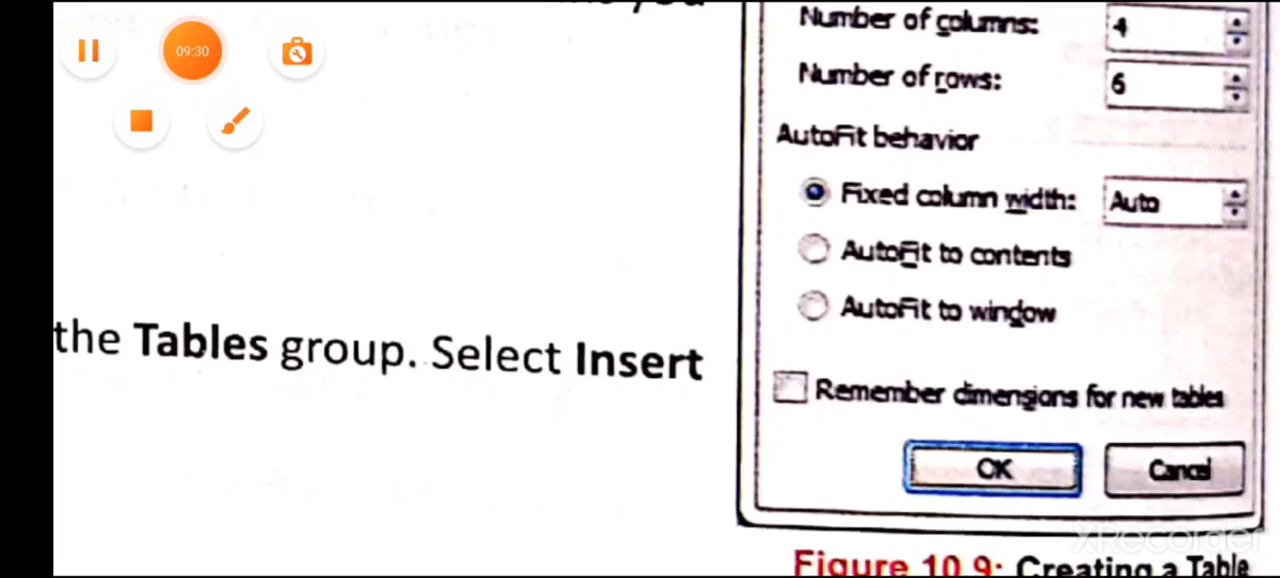 Number of columns: 4
09:30
Number of rows: 6
AutoFit behavior
Fixed column width: Auto
AutoFit to contents
AutoFit to window
the Tables group. Select Insert
Remember dimensions for new tables
OK Cancel
XRecorder
Figure 10.9: Creating a Table